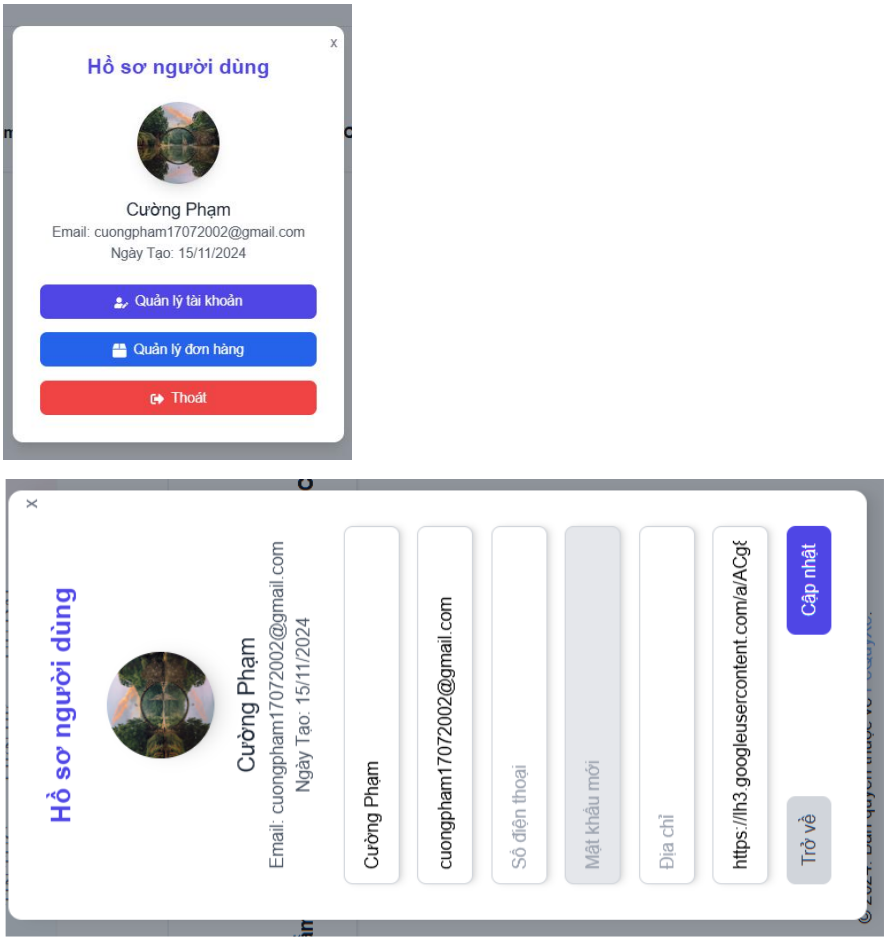 x
Hồ sơ người dùng
Cường Phạm
Email: cuongpham17072002@gmail.com
Ngày Tạo: 15/11/2024
Quản lý tài khoản
Quản lý đơn hàng
Thoát
x
Hồ sơ người dùng
Cường Phạm
Email: cuongpham17072002@gmail.com
Ngày Tạo: 15/11/2024
Cường Phạm
cuongpham17072002@gmail.com
Số điện thoại
Mật khẩu mới
Địa chỉ
https://lh3.googleusercontent.com/a/ACg8
Trở về
Cập nhật